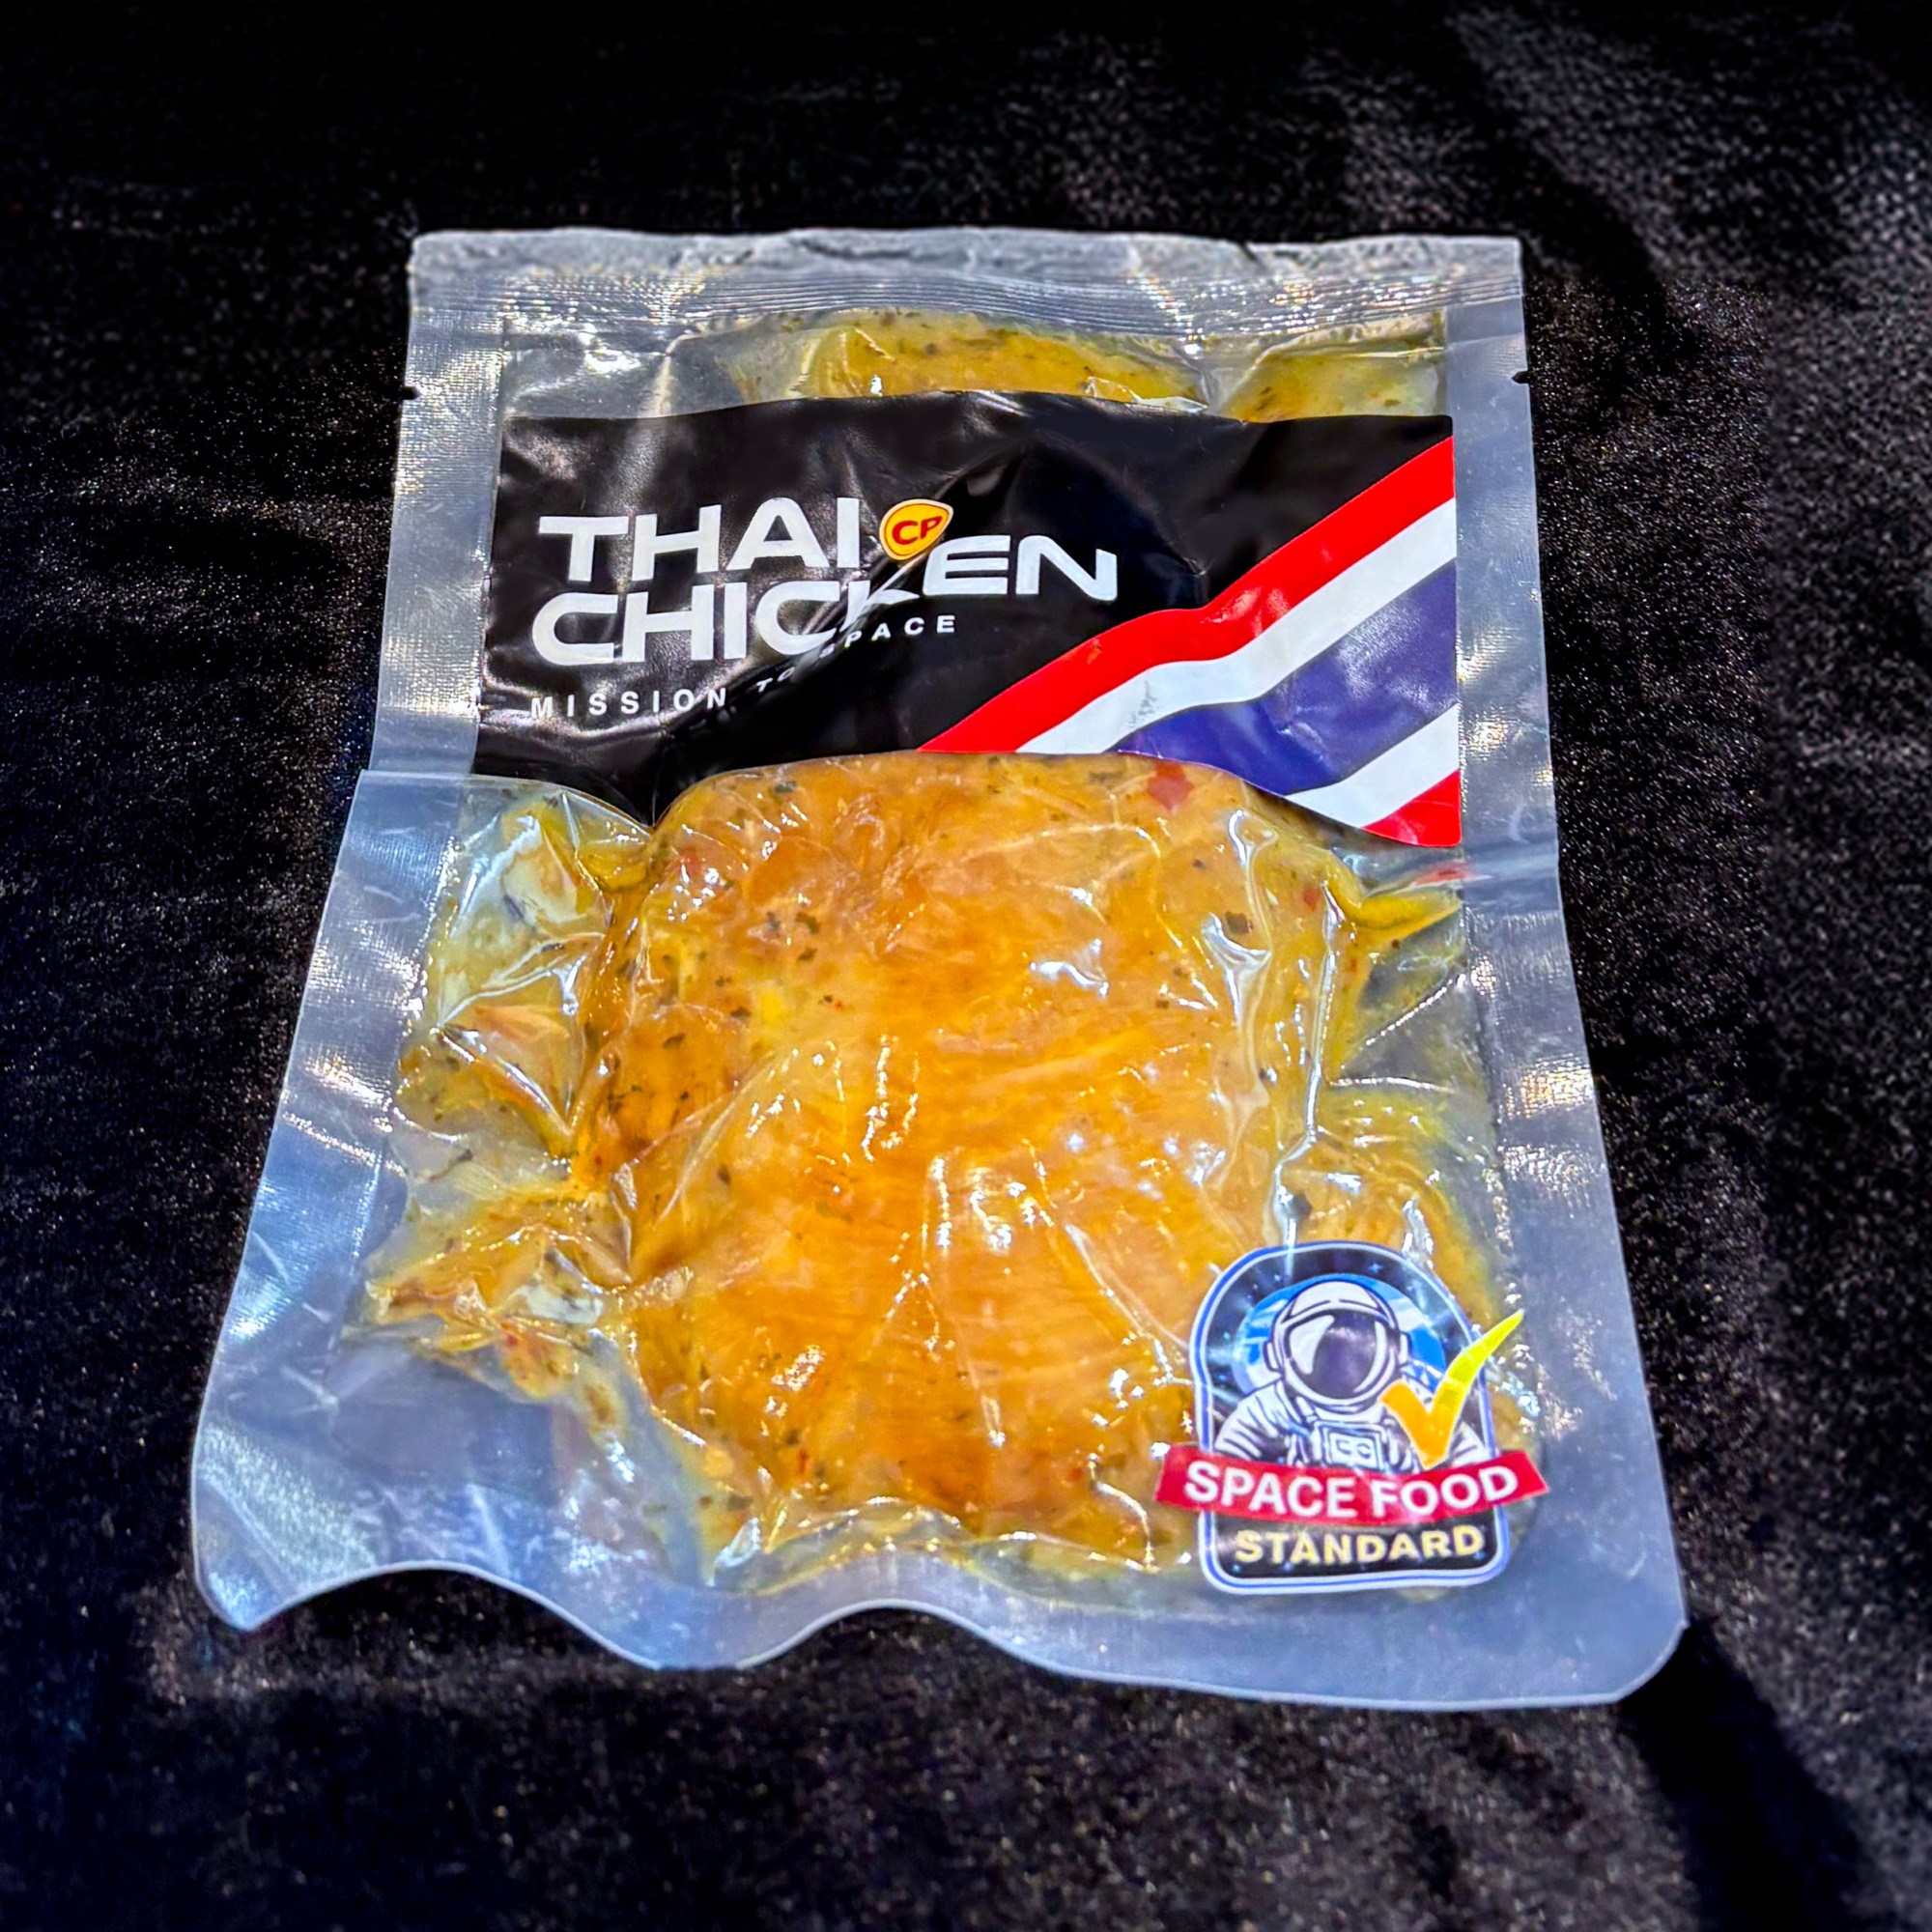 THAI CP
CHICKEN
MISSION TO SPACE
SPACE FOOD
STANDARD